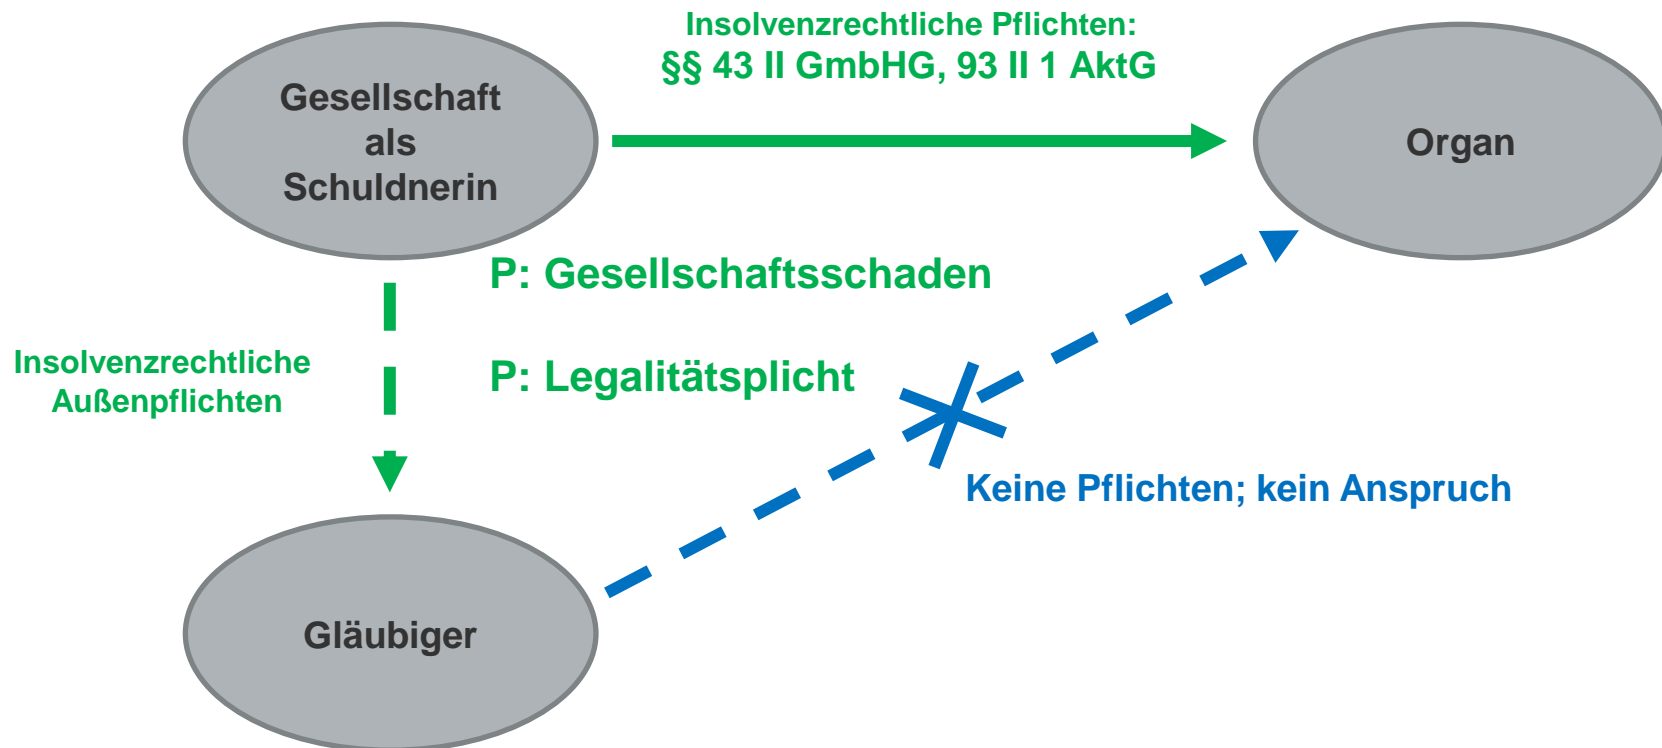 Insolvenzrechtliche Pflichten:
§§ 43 II GmbHG, 93 II 1 AktG
Gesellschaft
als
Schuldnerin
Organ
P: Gesellschaftsschaden
Insolvenzrechtliche
Außenpflichten
P: Legalitätsplicht
Keine Pflichten; kein Anspruch
Gläubiger